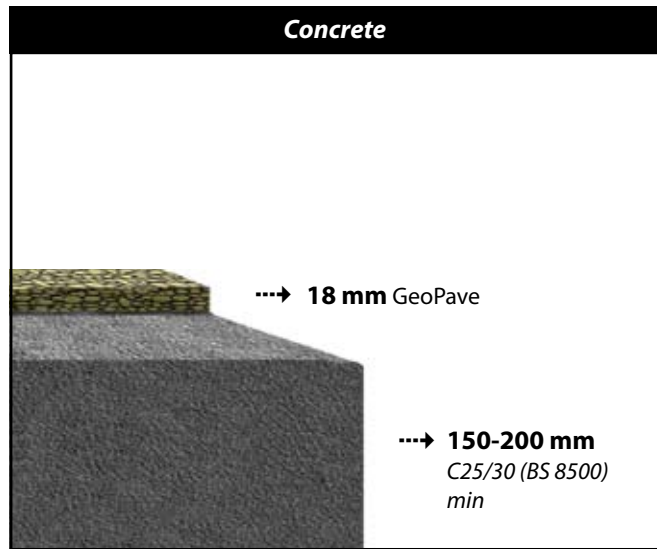 Concrete
18 mm GeoPave
150-200 mm
C25/30 (BS 8500)
min